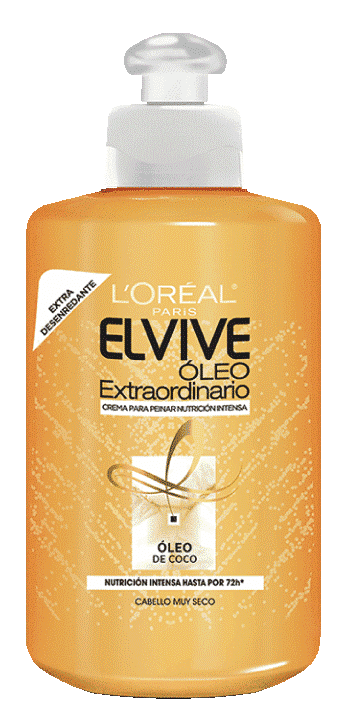 EXTRA
DESENREDANTE
L'ORÉAL
PARIS
ELVIVE
ÓLEO
Extraordinario
CREMA PARA PEINAR NUTRICIÓN INTENSA
ÓLEO
DE COCO
NUTRICIÓN INTENSA HASTA POR 72h*
CABELLO MUY SECO